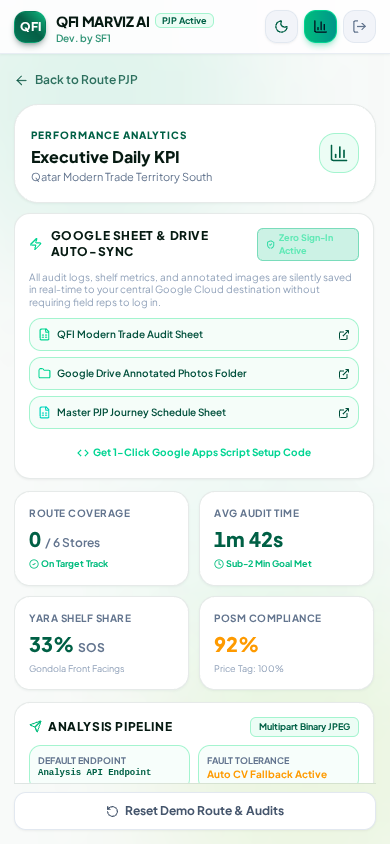 QFI
QFI MARVIZ AI
PJP Active
Dev. by SF1
Back to Route PJP
PERFORMANCE ANALYTICS
Executive Daily KPI
Qatar Modern Trade Territory South
GOOGLE SHEET & DRIVE
AUTO-SYNC
Zero Sign-In
Active
All audit logs, shelf metrics, and annotated images are silently saved
in real-time to your central Google Cloud destination without
requiring field reps to log in.
QFI Modern Trade Audit Sheet
Google Drive Annotated Photos Folder
Master PJP Journey Schedule Sheet
Get 1-Click Google Apps Script Setup Code
ROUTE COVERAGE
0 / 6 Stores
On Target Track
AVG AUDIT TIME
1m 42s
Sub-2 Min Goal Met
YARA SHELF SHARE
33% SOS
Gondola Front Facings
POSM COMPLIANCE
92%
Price Tag: 100%
ANALYSIS PIPELINE
Multipart Binary JPEG
DEFAULT ENDPOINT
Analysis API Endpoint
FAULT TOLERANCE
Auto CV Fallback Active
Reset Demo Route & Audits